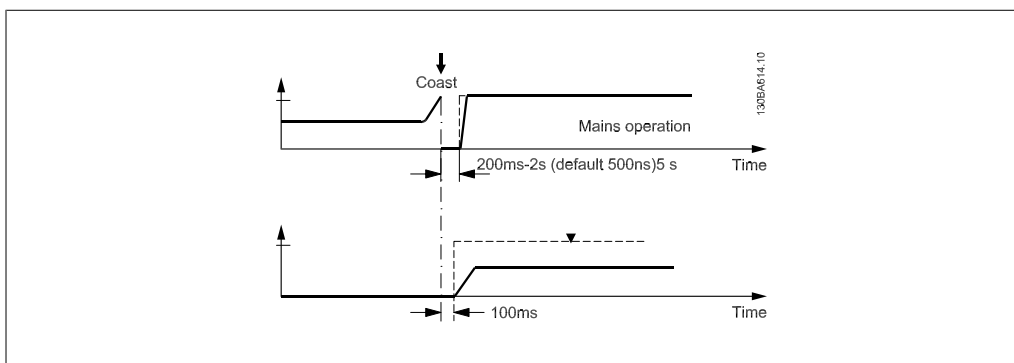 Coast
130BA614.10
Mains operation
200ms-2s (default 500ns)5 s
Time
100ms
Time